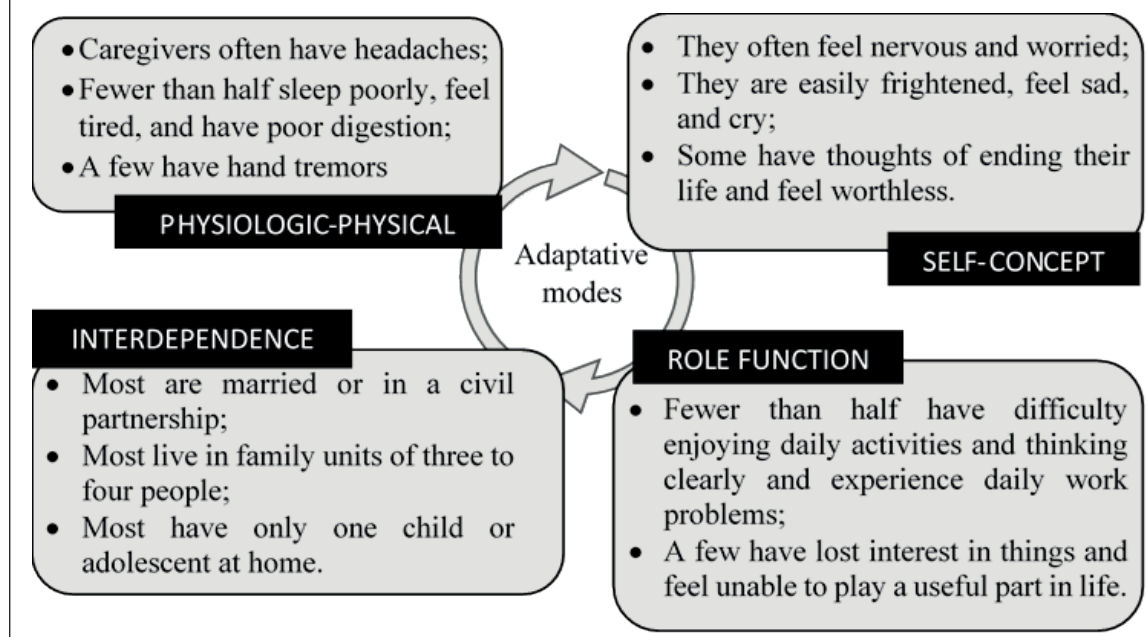 • Caregivers often have headaches;
• Fewer than half sleep poorly, feel
tired, and have poor digestion;
• A few have hand tremors
PHYSIOLOGIC-PHYSICAL
• They often feel nervous and worried;
• They are easily frightened, feel sad,
and cry;
• Some have thoughts of ending their
life and feel worthless.
SELF-CONCEPT
Adaptative
modes
INTERDEPENDENCE
• Most are married or in a civil
partnership;
• Most live in family units of three to
four people;
• Most have only one child or
adolescent at home.
ROLE FUNCTION
• Fewer than half have difficulty
enjoying daily activities and thinking
clearly and experience daily work
problems;
• A few have lost interest in things and
feel unable to play a useful part in life.